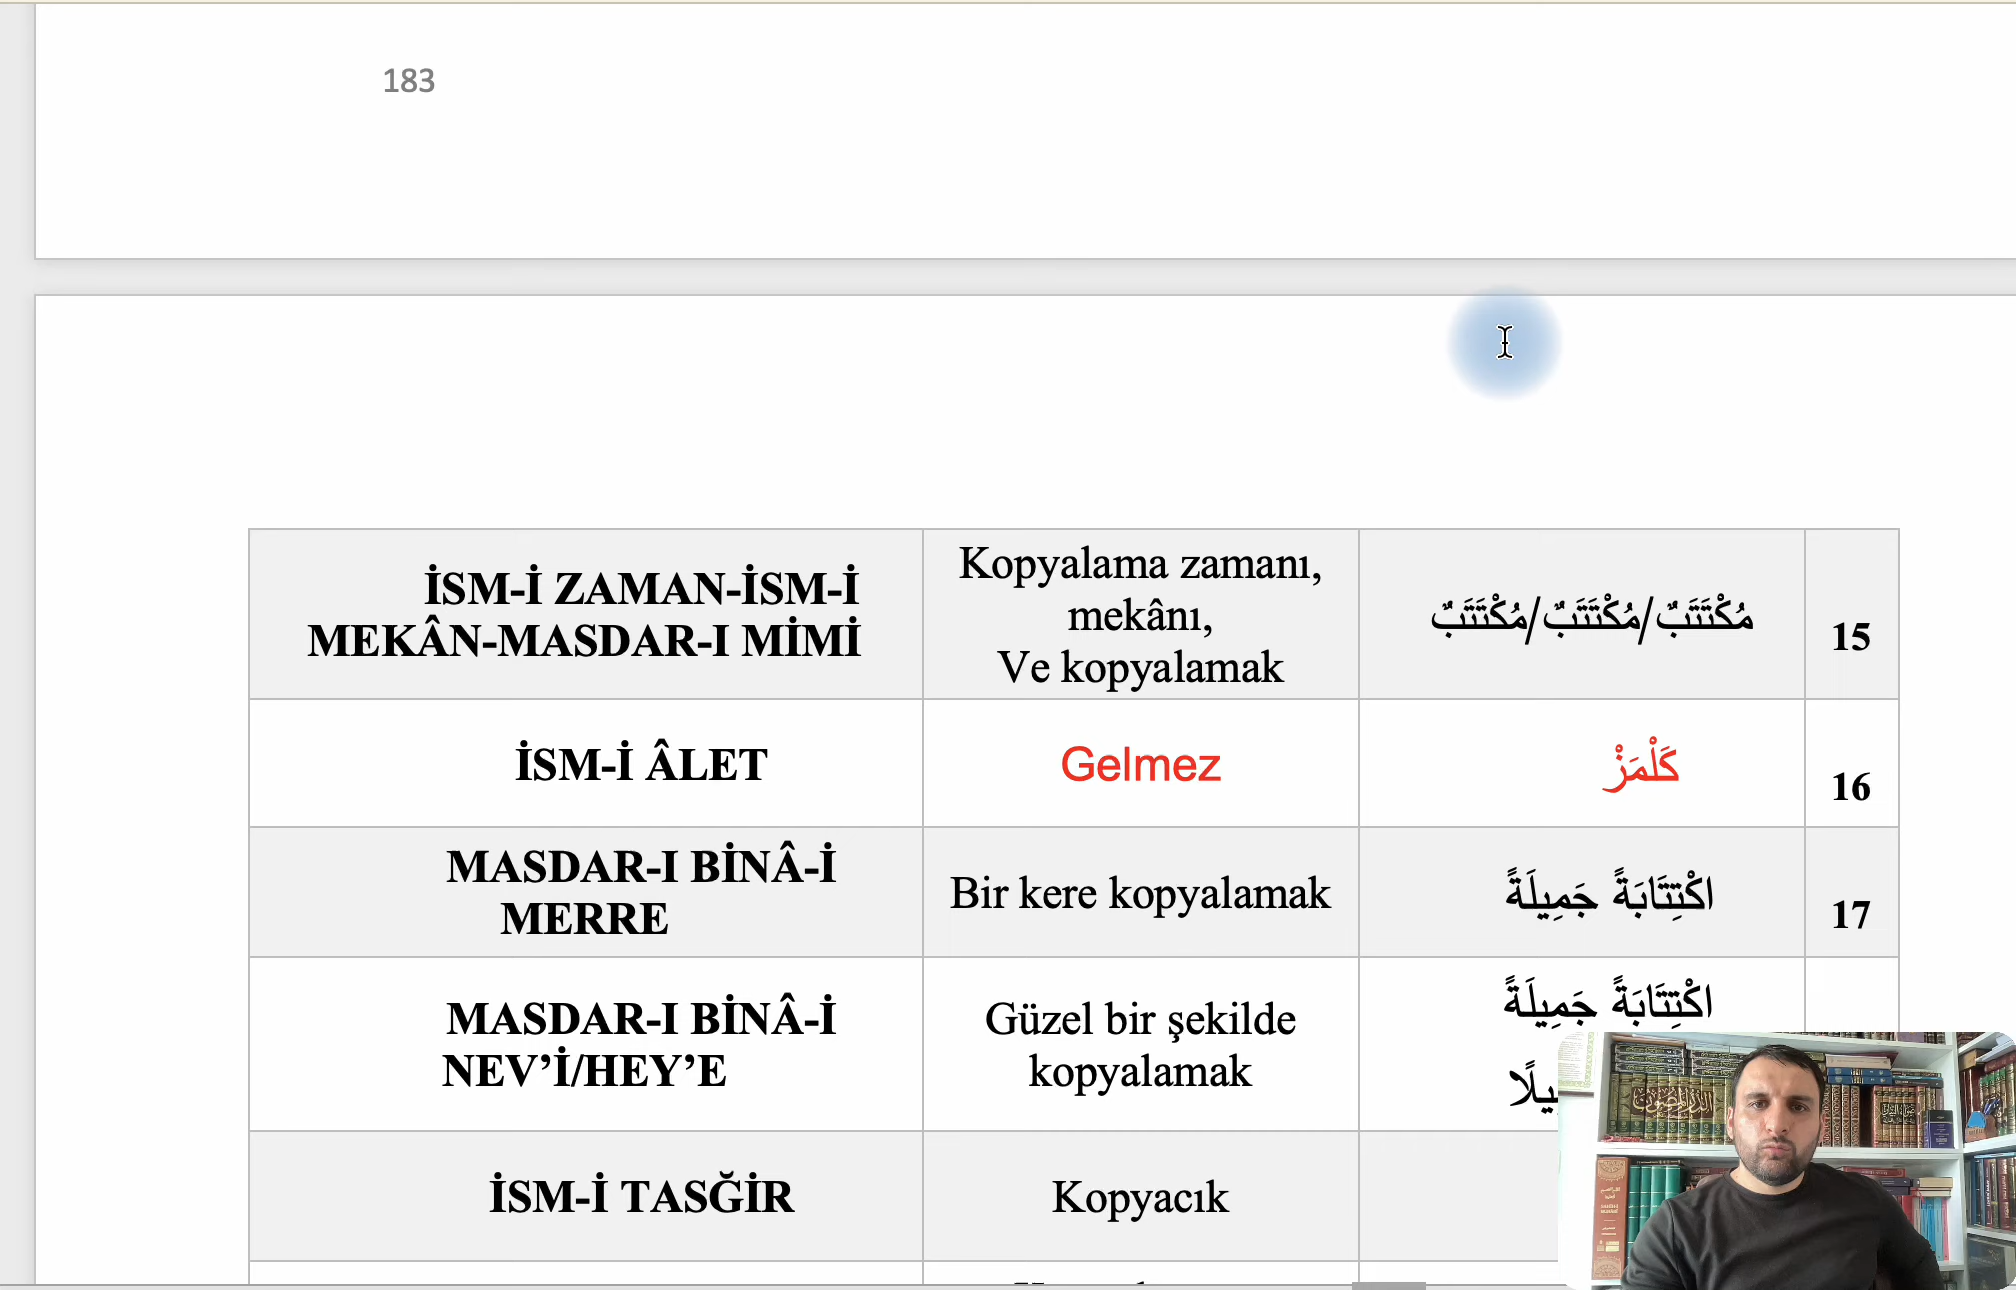 183
İSM-İ ZAMAN-İSM-İ
MEKÂN-MASDAR-I MİMİ
Kopyalama zamanı,
mekânı,
Ve kopyalamak
مُكْتَتَبٌ/مُكْتَتَبٌ/مُكْتَتَبٌ
15
İSM-İ ÂLET
Gelmez
كَلْمَزْ
16
MASDAR-I BİNÂ-İ
MERRE
Bir kere kopyalamak
اكْتِتَابَةً جَمِيلَةً
17
MASDAR-I BİNÂ-İ
NEV’İ/HEY’E
Güzel bir şekilde
kopyalamak
اكْتِتَابَةً جَمِيلَةً
İSM-İ TASĞİR
Kopyacık
الدر المصون